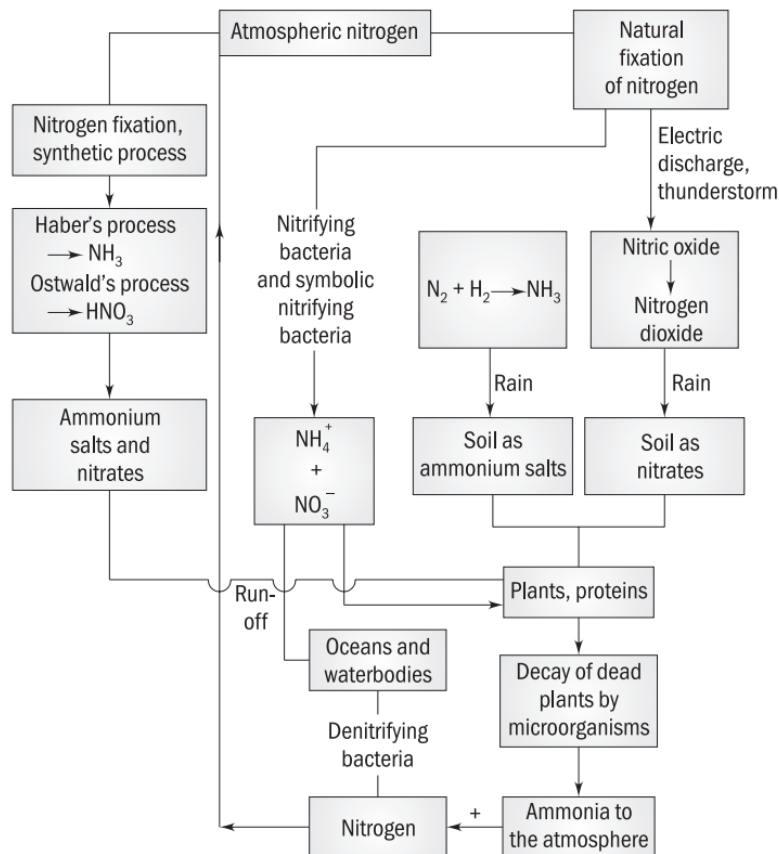 Atmospheric nitrogen
Natural
fixation
of nitrogen
Nitrogen fixation,
synthetic process
Electric
discharge,
thunderstorm
Haber's process
→ NH₃
Ostwald's process
→ HNO₃
Nitrifying
bacteria
and symbolic
nitrifying
bacteria
N₂ + H₂ → NH₃
Nitric oxide
Nitrogen
dioxide
Rain
Rain
Ammonium
salts and
nitrates
NH₄⁺
+
NO₃⁻
Soil as
ammonium salts
Soil as
nitrates
Run-
off
Plants, proteins
Oceans and
waterbodies
Decay of dead
plants by
microorganisms
Denitrifying
bacteria
Nitrogen
+
Ammonia to
the atmosphere